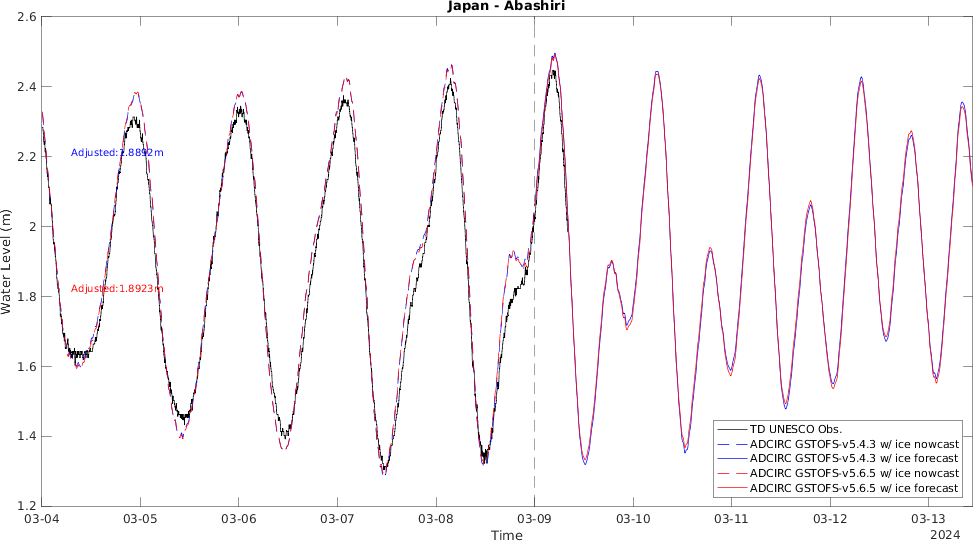 Japan - Abashiri
2.6
2.4
2.2
2
1.8
1.6
1.4
1.2
Water Level (m)
Adjusted:1.8892m
Adjusted:1.8923m
TD UNESCO Obs.
ADCIRC GSTOFS-v5.4.3 w/ ice nowcast
ADCIRC GSTOFS-v5.4.3 w/ ice forecast
ADCIRC GSTOFS-v5.6.5 w/ ice nowcast
ADCIRC GSTOFS-v5.6.5 w/ ice forecast
03-04 03-05 03-06 03-07 03-08 03-09 03-10 03-11 03-12 03-13
Time
2024